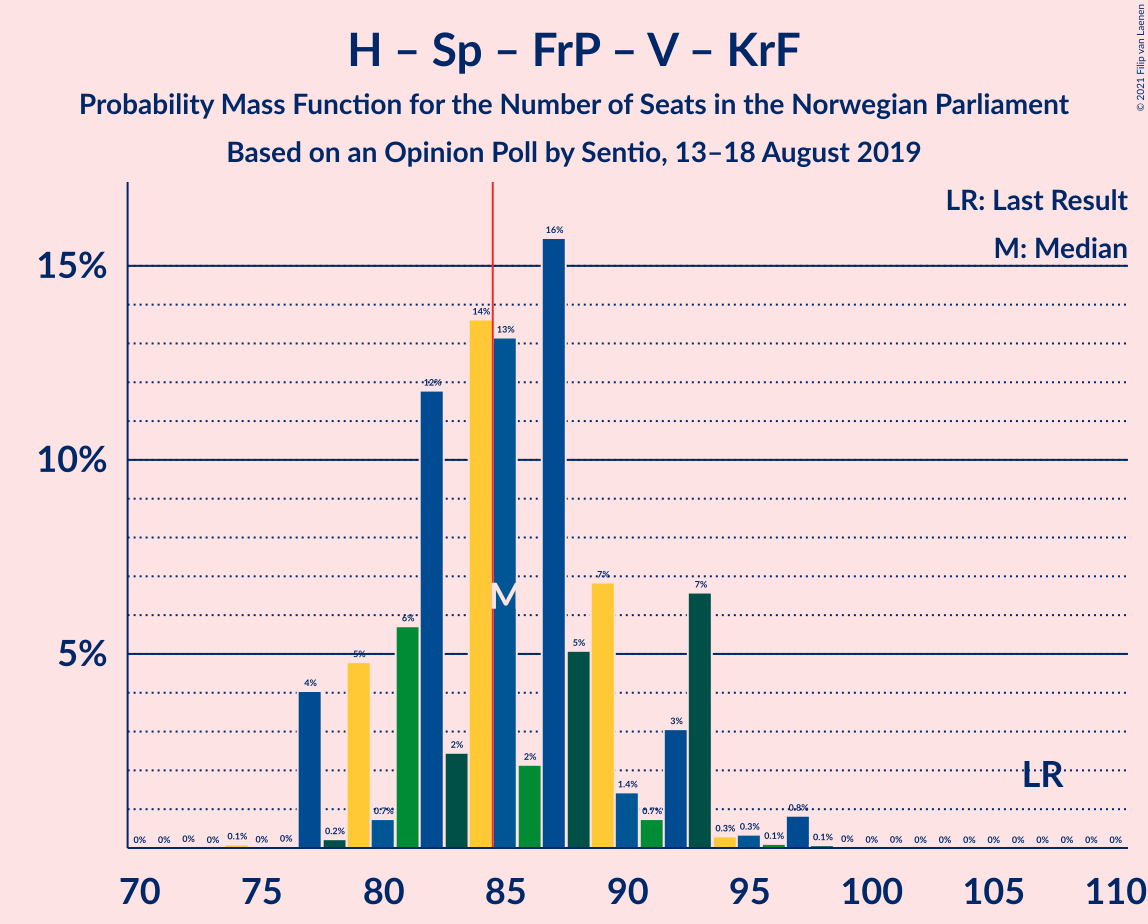 H – Sp – FrP – V – KrF
Probability Mass Function for the Number of Seats in the Norwegian Parliament
Based on an Opinion Poll by Sentio, 13–18 August 2019
© 2021 Filip van Laenen
LR: Last Result
M: Median
15%
10%
5%
0% 0% 0% 0% 0.1% 0% 0% 4% 0.2% 5% 0.7% 6% 12% 2% 14% 13% 2% 16% 5% 7% 1.4% 0.7% 3% 7% 0.3% 0.3% 0.1% 0.8% 0.1% 0% 0% 0% 0% 0% 0% 0% 0% 0% 0% 0% 0%
M
LR
70 75 80 85 90 95 100 105 110